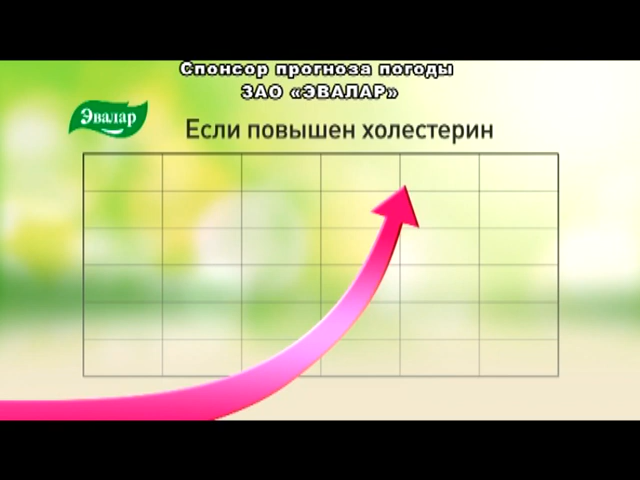 Спонсор прогноза погоды
ЗАО «ЭВАЛАР»
Эвалар
Если повышен холестерин